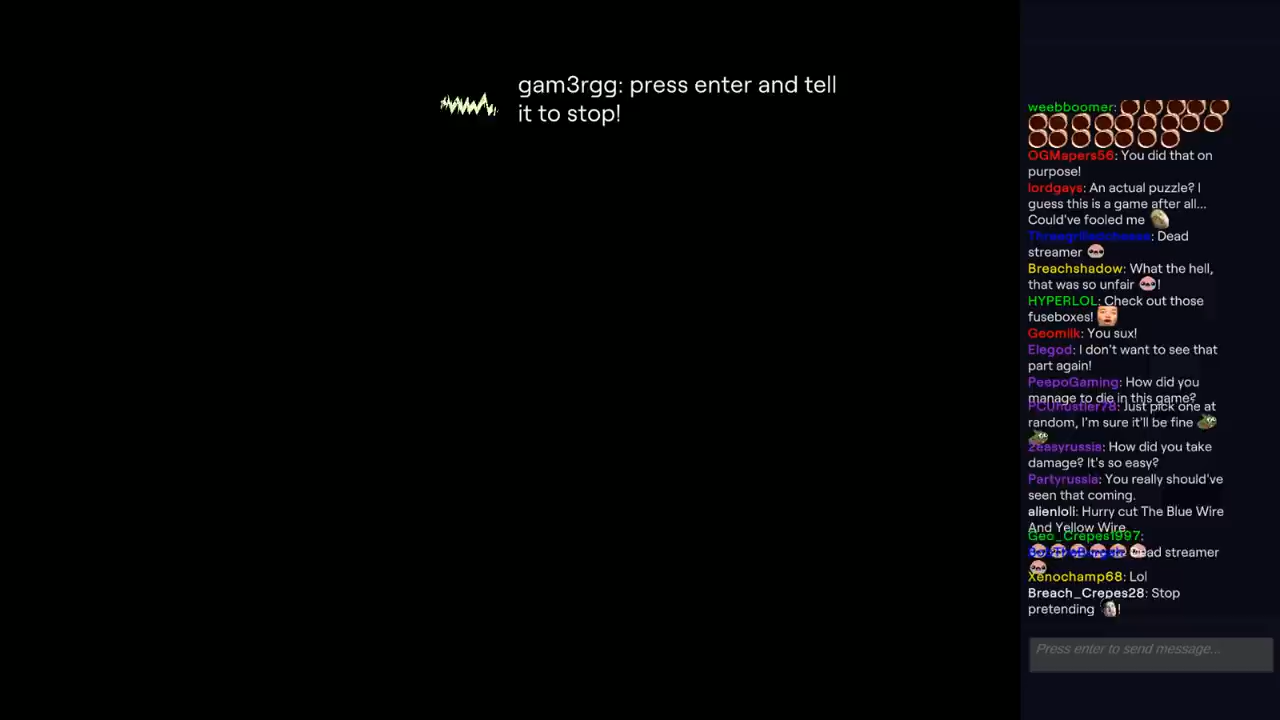 gam3rgg: press enter and tell
it to stop!
weebboomer:
OGMapers56: You did that on
purpose!
lordgays: An actual puzzle? I
guess this is a game after all...
Could've fooled me
Threegrilledcheese: Dead
streamer
Breachshadow: What the hell,
that was so unfair !
HYPERLOL: Check out those
fuseboxes!
Geomilk: You sux!
Elegod: I don't want to see that
part again!
PeepoGaming: How did you
manage to die in this game?
PCUhustler78: Just pick one at
random, I'm sure it'll be fine
2easyrussia: How did you take
damage? It's so easy?
Partyrussia: You really should've
seen that coming.
alienloli: Hurry cut The Blue Wire
And Yellow Wire
Geo_Crepes1997:
Dead streamer
Xenochamp68: Lol
Breach_Crepes28: Stop
pretending !
Press enter to send message...